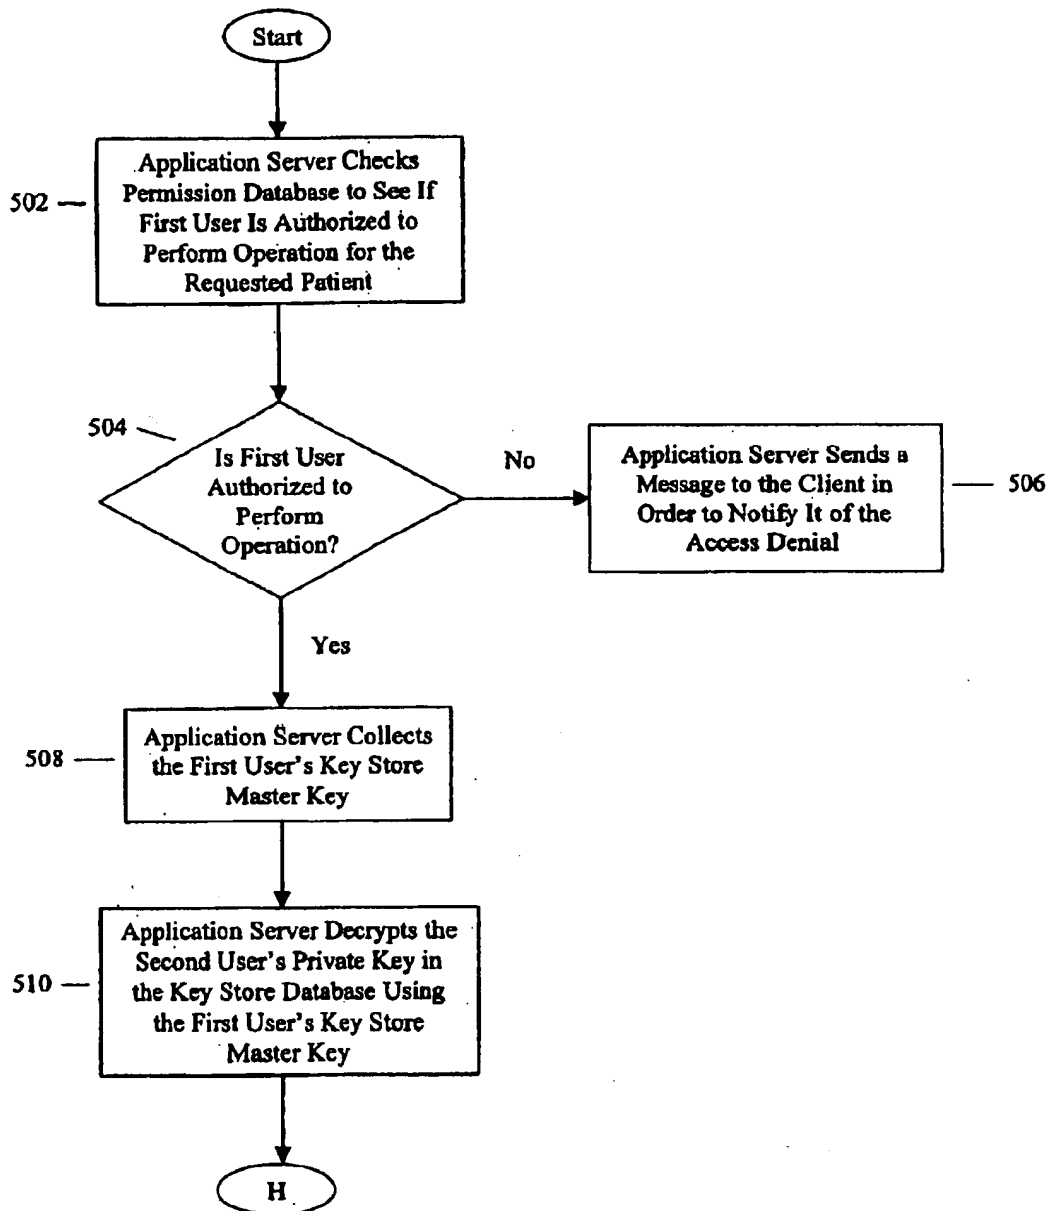 Start
502
Application Server Checks
Permission Database to See If
First User Is Authorized to
Perform Operation for the
Requested Patient
504
Is First User
Authorized to
Perform
Operation?
No
Application Server Sends a
Message to the Client in
Order to Notify It of the
Access Denial
506
Yes
508
Application Server Collects
the First User's Key Store
Master Key
510
Application Server Decrypts the
Second User's Private Key in
the Key Store Database Using
the First User's Key Store
Master Key
H